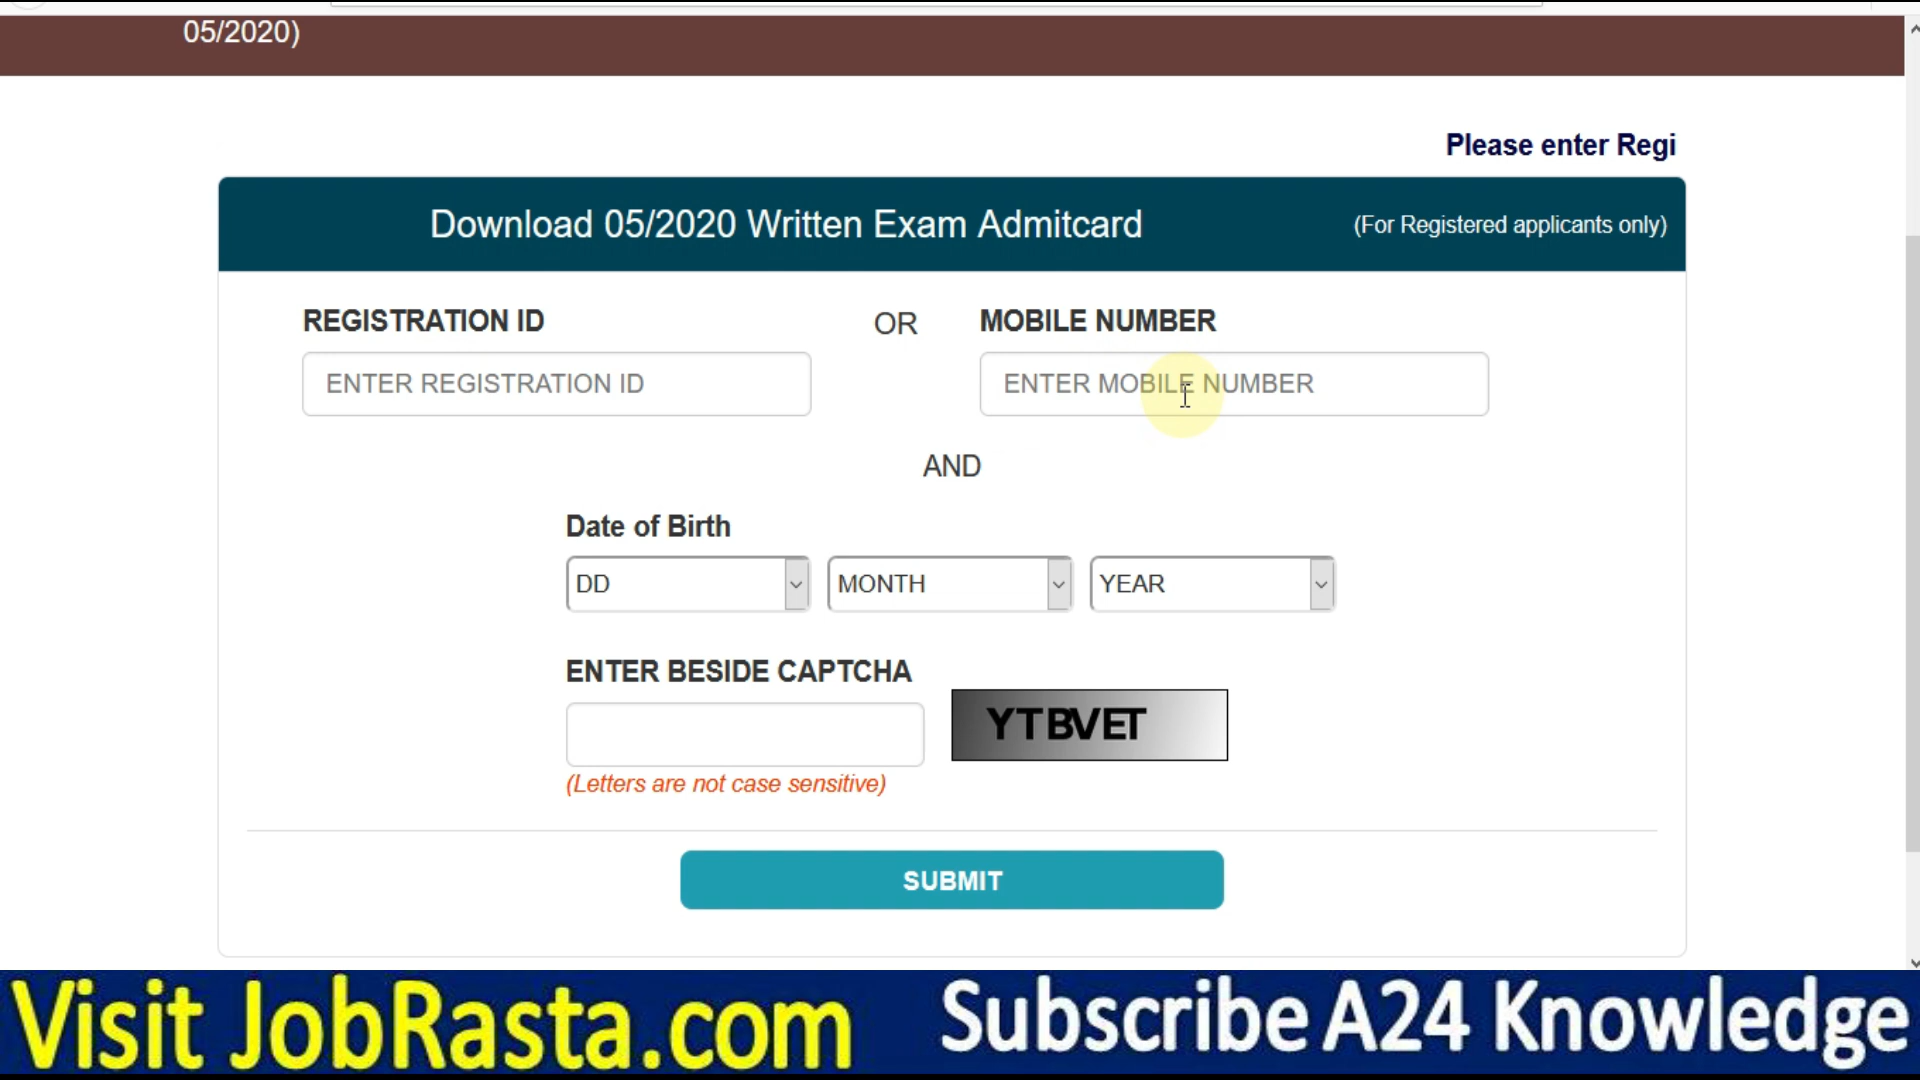 05/2020)
Please enter Regi
Download 05/2020 Written Exam Admitcard
(For Registered applicants only)
REGISTRATION ID
OR
MOBILE NUMBER
ENTER REGISTRATION ID
ENTER MOBILE NUMBER
AND
Date of Birth
DD
MONTH
YEAR
ENTER BESIDE CAPTCHA
YTBVET
(Letters are not case sensitive)
SUBMIT
Visit JobRasta.com
Subscribe A24 Knowledge